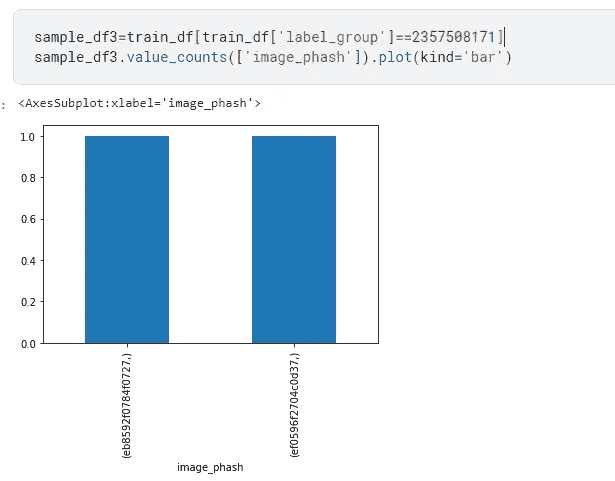 sample_df3=train_df[train_df['label_group']==2357508171]
sample_df3.value_counts(['image_phash']).plot(kind='bar')
: <AxesSubplot:xlabel='image_phash'>
1.0
0.8
0.6
0.4
0.2
0.0
(eb8592f0784f0727,)
(ef0596f2704c0d37,)
image_phash